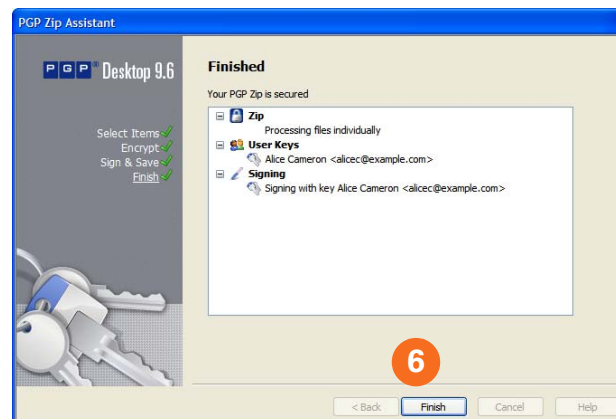 PGP Zip Assistant
PGP® Desktop 9.6
Select Items
Encrypt
Sign & Save
Finish
Finished
Your PGP Zip is secured
Zip
Processing files individually
User Keys
Alice Cameron <alicec@example.com>
Signing
Signing with key Alice Cameron <alicec@example.com>
6
< Back
Finish
Cancel
Help